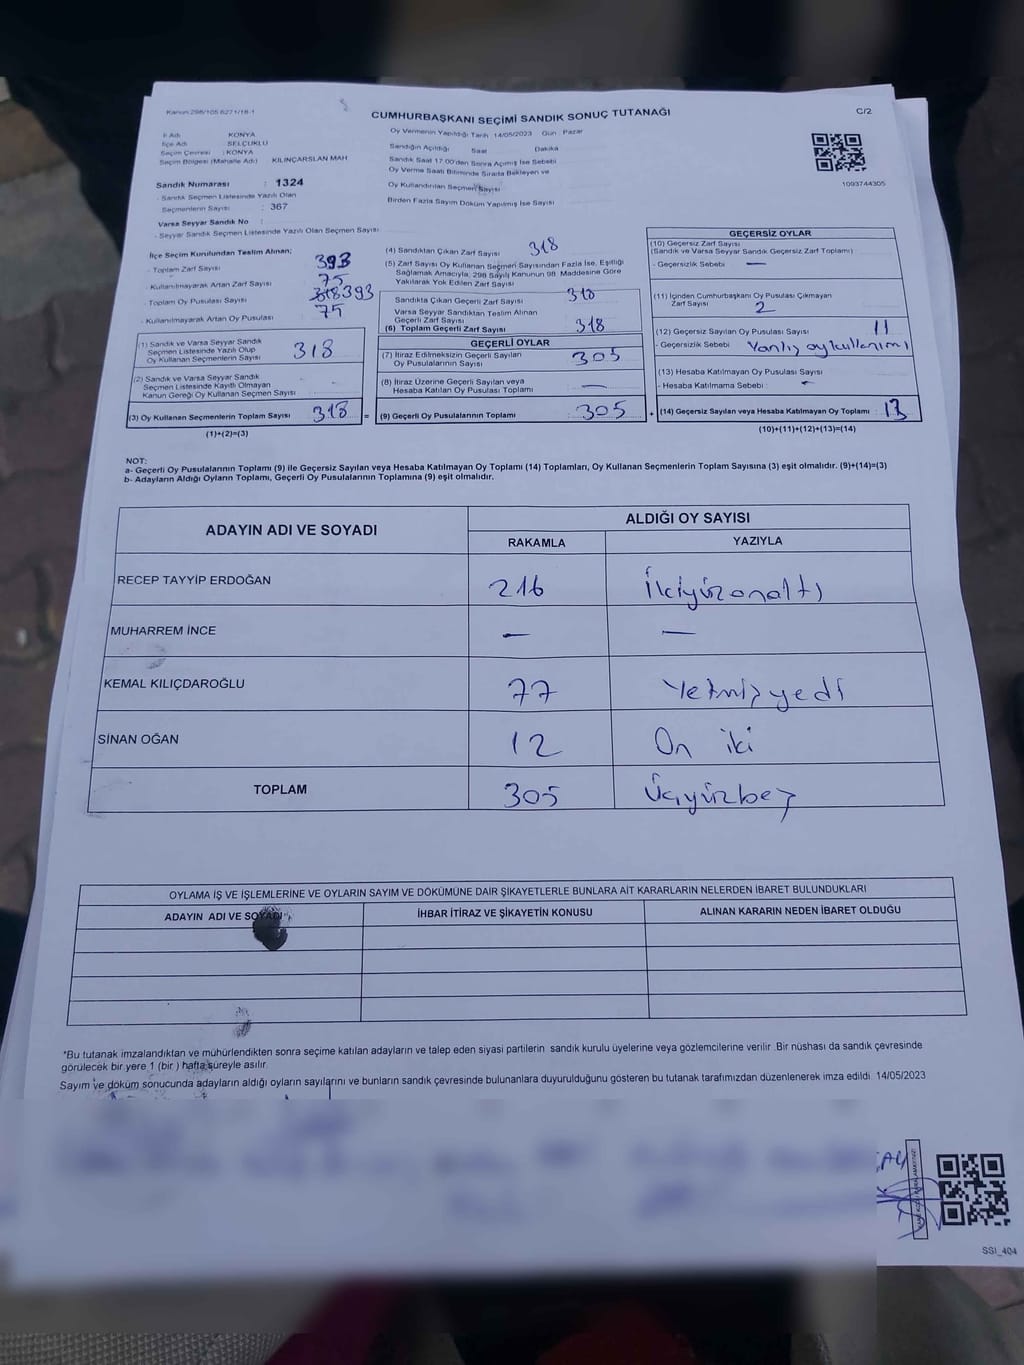 Kanun:298/105 6271/18-1
CUMHURBAŞKANI SEÇİMİ SANDIK SONUÇ TUTANAĞI
C/2
İl Adı KONYA
İlçe Adı SELÇUKLU
Seçim Çevresi : KONYA
Seçim Bölgesi (Mahalle Adı) KILINÇARSLAN MAH
Sandık Numarası : 1324
- Sandık Seçmen Listesinde Yazılı Olan
Seçmenlerin Sayısı : 367
Varsa Seyyar Sandık No :
- Seyyar Sandık Seçmen Listesinde Yazılı Olan Seçmen Sayısı
Oy Vermenin Yapıldığı Tarih 14/05/2023 Gün : Pazar
Sandığın Açıldığı Saat Dakika
Sandık Saat 17:00'den Sonra Açılmış İse Sebebi
Oy Verme Saati Bitiminde Sırada Bekleyen ve
Oy Kullandırılan Seçmen Sayısı
Birden Fazla Sayım Döküm Yapılmış İse Sayısı
1093744305
İlçe Seçim Kurulundan Teslim Alınan;
- Toplam Zarf Sayısı 393
- Kullanılmayarak Artan Zarf Sayısı 75
- Toplam Oy Pusulası Sayısı 318 393
- Kullanılmayarak Artan Oy Pusulası 75
(1) Sandık ve Varsa Seyyar Sandık
Seçmen Listesinde Yazılı Olup
Oy Kullanan Seçmenlerin Sayısı 318
(2) Sandık ve Varsa Seyyar Sandık
Seçmen Listesinde Kayıtlı Olmayan
Kanun Gereği Oy Kullanan Seçmen Sayısı —
(3) Oy Kullanan Seçmenlerin Toplam Sayısı 318 =
(1)+(2)=(3)
(4) Sandıktan Çıkan Zarf Sayısı 318
(5) Zarf Sayısı Oy Kullanan Seçmen Sayısından Fazla İse, Eşitliği
Sağlamak Amacıyla, 298 Sayılı Kanunun 98. Maddesine Göre
Yakılarak Yok Edilen Zarf Sayısı
Sandıkta Çıkan Geçerli Zarf Sayısı 318
Varsa Seyyar Sandıktan Teslim Alınan
Geçerli Zarf Sayısı
(6) Toplam Geçerli Zarf Sayısı 318
GEÇERLİ OYLAR
(7) İtiraz Edilmeksizin Geçerli Sayılan
Oy Pusulalarının Sayısı 305
(8) İtiraz Üzerine Geçerli Sayılan veya
Hesaba Katılan Oy Pusulası Toplamı —
(9) Geçerli Oy Pusulalarının Toplamı 305 +
GEÇERSİZ OYLAR
(10) Geçersiz Zarf Sayısı
(Sandık ve Varsa Seyyar Sandık Geçersiz Zarf Toplamı)
- Geçersizlik Sebebi —
(11) İçinden Cumhurbaşkanı Oy Pusulası Çıkmayan
Zarf Sayısı 2
(12) Geçersiz Sayılan Oy Pusulası Sayısı 11
- Geçersizlik Sebebi Yanlış oy kullanımı
(13) Hesaba Katılmayan Oy Pusulası Sayısı
- Hesaba Katılmama Sebebi : —
(14) Geçersiz Sayılan veya Hesaba Katılmayan Oy Toplamı : 13
(10)+(11)+(12)+(13)=(14)
NOT:
a- Geçerli Oy Pusulalarının Toplamı (9) ile Geçersiz Sayılan veya Hesaba Katılmayan Oy Toplamı (14) Toplamları, Oy Kullanan Seçmenlerin Toplam Sayısına (3) eşit olmalıdır. (9)+(14)=(3)
b- Adayların Aldığı Oyların Toplamı, Geçerli Oy Pusulalarının Toplamına (9) eşit olmalıdır.
ADAYIN ADI VE SOYADI
ALDIĞI OY SAYISI
RAKAMLA YAZIYLA
RECEP TAYYİP ERDOĞAN 216 İkiyüzonaltı
MUHARREM İNCE — —
KEMAL KILIÇDAROĞLU 77 Yetmişyedi
SİNAN OĞAN 12 On iki
TOPLAM 305 Üçyüzbeş
OYLAMA İŞ VE İŞLEMLERİNE VE OYLARIN SAYIM VE DÖKÜMÜNE DAİR ŞİKAYETLERLE BUNLARA AİT KARARLARIN NELERDEN İBARET BULUNDUKLARI
ADAYIN ADI VE SOYADI
İHBAR İTİRAZ VE ŞİKAYETİN KONUSU
ALINAN KARARIN NEDEN İBARET OLDUĞU
*Bu tutanak imzalandıktan ve mühürlendikten sonra seçime katılan adayların ve talep eden siyasi partilerin sandık kurulu üyelerine veya gözlemcilerine verilir. Bir nüshası da sandık çevresinde
görülecek bir yere 1 (bir ) hafta süreyle asılır.
Sayım ve döküm sonucunda adayların aldığı oyların sayılarını ve bunların sandık çevresinde bulunanlara duyurulduğunu gösteren bu tutanak tarafımızdan düzenlenerek imza edildi 14/05/2023
SSI_404